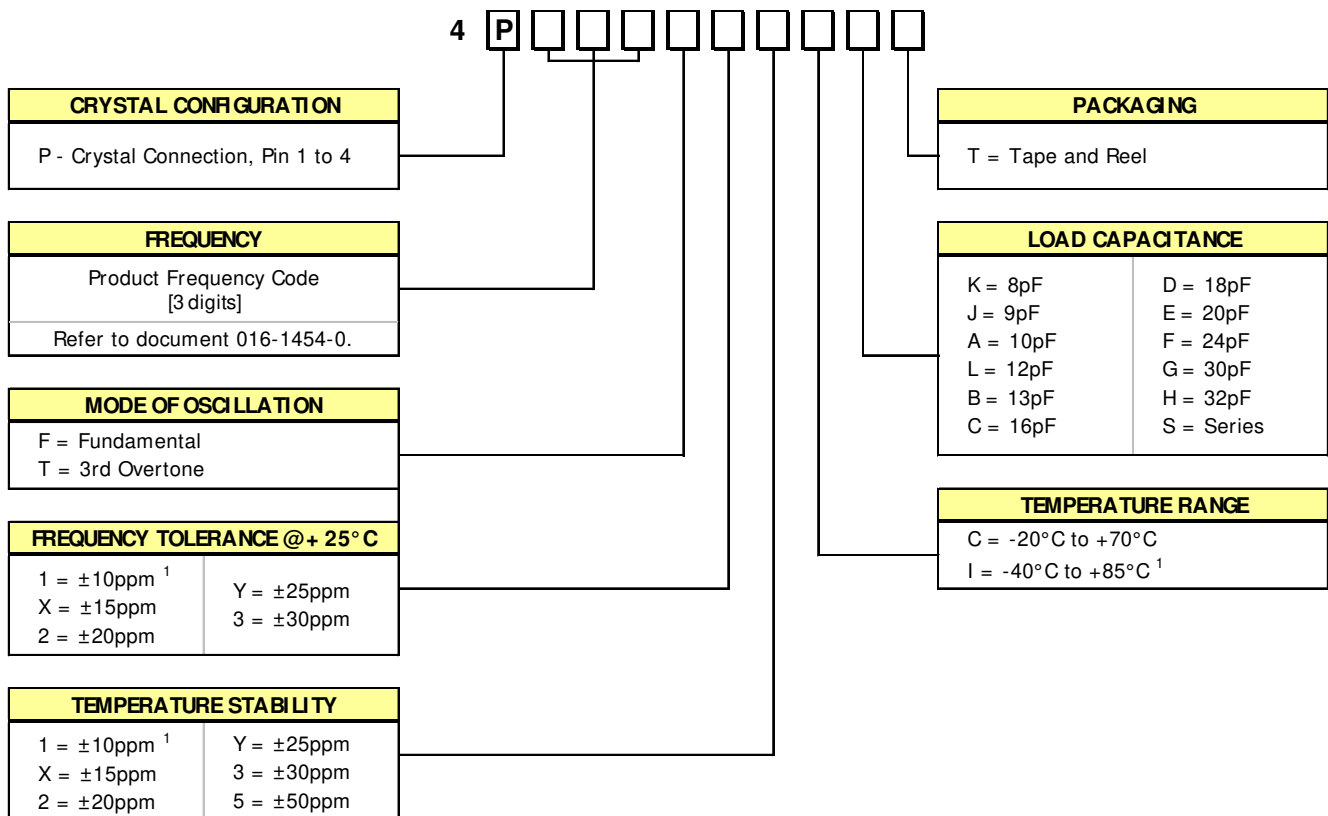 4 P
CRYSTAL CONFIGURATION
P - Crystal Connection, Pin 1 to 4
FREQUENCY
Product Frequency Code
[3 digits]
Refer to document 016-1454-0.
MODE OF OSCILLATION
F = Fundamental
T = 3rd Overtone
FREQUENCY TOLERANCE @ + 25°C
1 = ±10ppm 1
X = ±15ppm
2 = ±20ppm
Y = ±25ppm
3 = ±30ppm
TEMPERATURE STABILITY
1 = ±10ppm 1
X = ±15ppm
2 = ±20ppm
Y = ±25ppm
3 = ±30ppm
5 = ±50ppm
PACKAGING
T = Tape and Reel
LOAD CAPACITANCE
K = 8pF
J = 9pF
A = 10pF
L = 12pF
B = 13pF
C = 16pF
D = 18pF
E = 20pF
F = 24pF
G = 30pF
H = 32pF
S = Series
TEMPERATURE RANGE
C = -20°C to +70°C
I = -40°C to +85°C 1